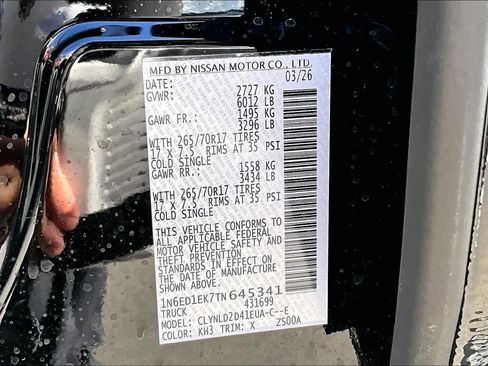 MFD BY NISSAN MOTOR CO., LTD.
DATE: 03/26
GVWR: 2727 KG
6012 LB
GAWR FR.: 1495 KG
3296 LB
WITH 265/70R17 TIRES
17 X 7.5 RIMS AT 35 PSI
COLD SINGLE
GAWR RR.: 1558 KG
3434 LB
WITH 265/70R17 TIRES
17 X 7.5 RIMS AT 35 PSI
COLD SINGLE
THIS VEHICLE CONFORMS TO
ALL APPLICABLE FEDERAL
MOTOR VEHICLE SAFETY AND
THEFT PREVENTION
STANDARDS IN EFFECT ON
THE DATE OF MANUFACTURE
SHOWN ABOVE.
1N6ED1EK7TN645341
TRUCK 431699
MODEL: CLYNLD2D41EUA-C--E
COLOR: KH3 TRIM: X ZS00A